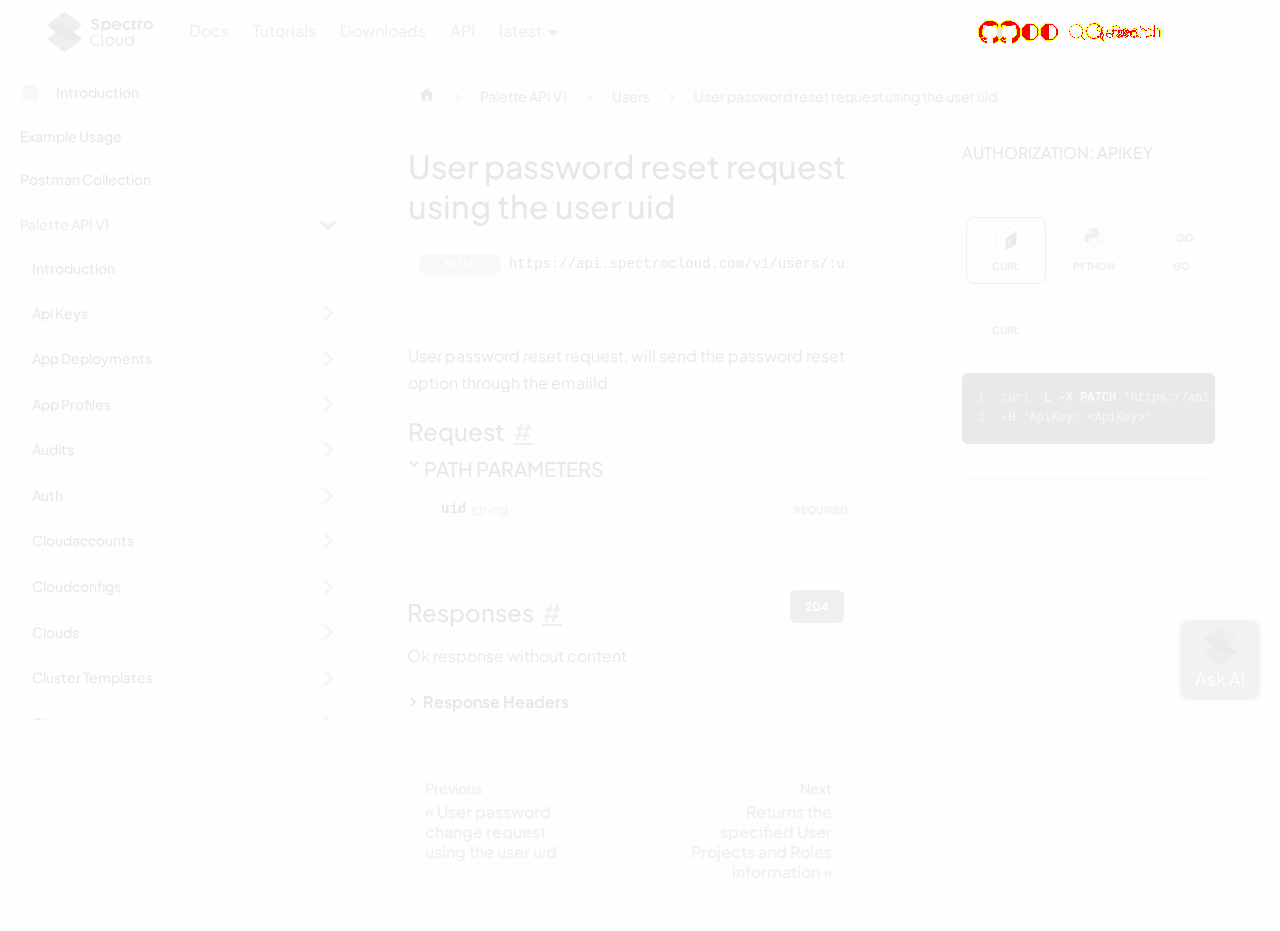 Spectro Cloud
Docs
Tutorials
Downloads
API
latest
Introduction
Example Usage
Postman Collection
Palette API V1
Introduction
Api Keys
App Deployments
App Profiles
Audits
Auth
Cloudaccounts
Cloudconfigs
Clouds
Cluster Templates
Palette API V1
Users
User password reset request using the user uid
User password reset request
using the user uid
PATCH
https://api.spectrocloud.com/v1/users/:ui
User password reset request, will send the password reset
option through the emailId
Request #
PATH PARAMETERS
uid string
REQUIRED
Responses #
204
Ok response without content
Response Headers
Previous
« User password
change request
using the user uid
Next
Returns the
specified User
Projects and Roles
information »
AUTHORIZATION: APIKEY
CURL
PYTHON
GO
CURL
1 curl -L -X PATCH 'https://api.
2 -H 'ApiKey: <ApiKey>'
Ask AI